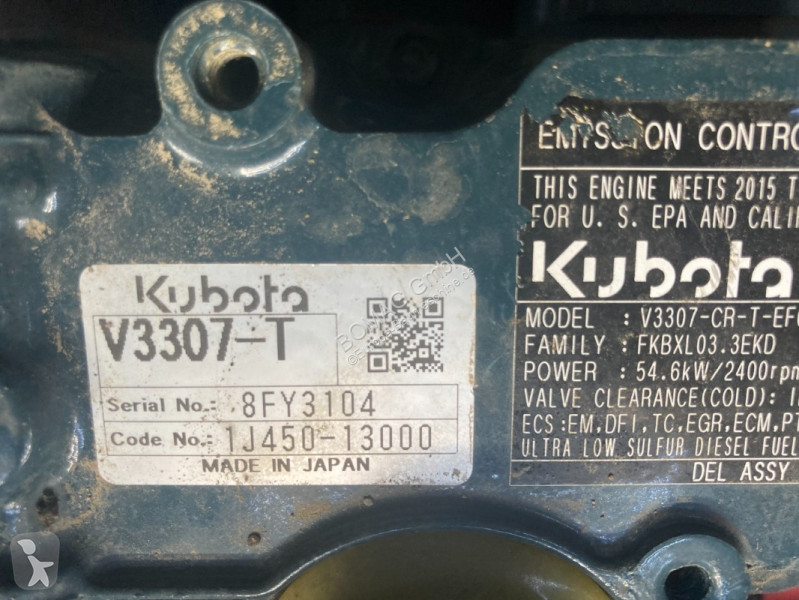 Kubota
V3307-T
Serial No.: 8FY3104
Code No.: 1J450-13000
MADE IN JAPAN
EMISSION CONTRO
THIS ENGINE MEETS 2015 T
FOR U. S. EPA AND CALI
Kubota
MODEL : V3307-CR-T-EF
FAMILY : FKBXL03.3EKD
POWER : 54.6kW/2400rpm
VALVE CLEARANCE(COLD):
ECS:EM,DFI,TC,EGR,ECM,PT
ULTRA LOW SULFUR DIESEL FUEL
DEL ASSY